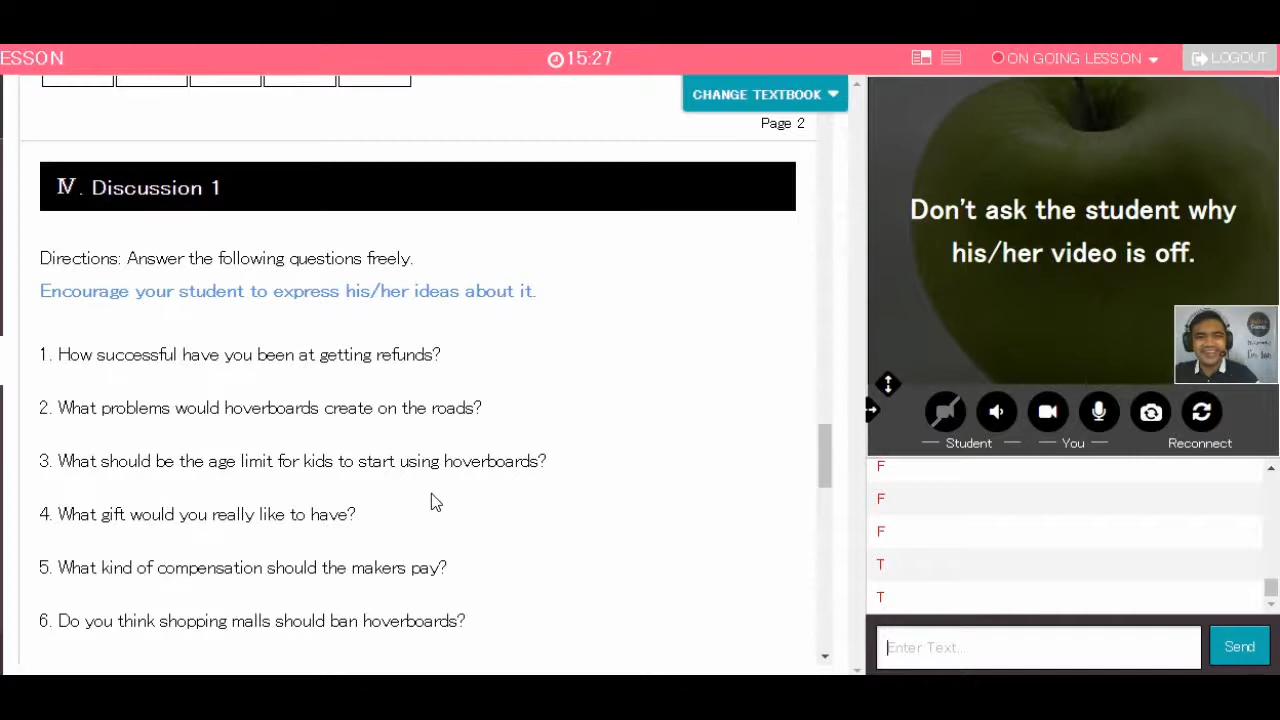 ESSON
15:27
ON GOING LESSON
LOGOUT
CHANGE TEXTBOOK
Page 2
Ⅳ. Discussion 1
Directions: Answer the following questions freely.
Encourage your student to express his/her ideas about it.
1. How successful have you been at getting refunds?
2. What problems would hoverboards create on the roads?
3. What should be the age limit for kids to start using hoverboards?
4. What gift would you really like to have?
5. What kind of compensation should the makers pay?
6. Do you think shopping malls should ban hoverboards?
Don't ask the student why
his/her video is off.
Student
You
Reconnect
F
F
F
T
T
Enter Text...
Send